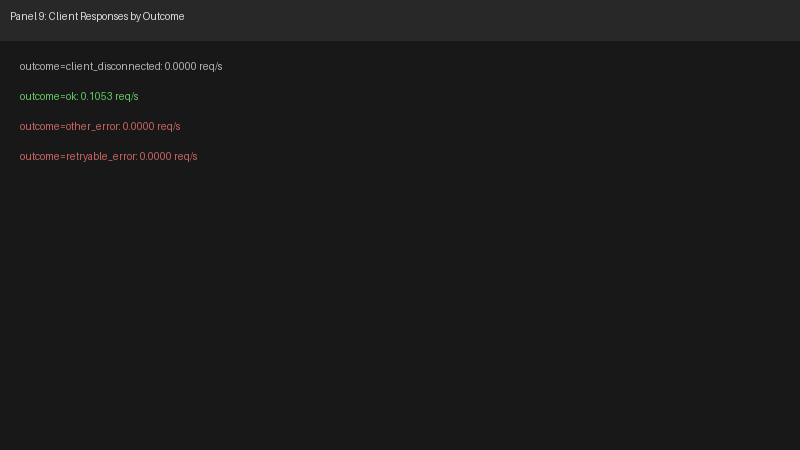 Panel 9: Client Responses by Outcome
outcome=client_disconnected: 0.0000 req/s
outcome=ok: 0.1053 req/s
outcome=other_error: 0.0000 req/s
outcome=retryable_error: 0.0000 req/s